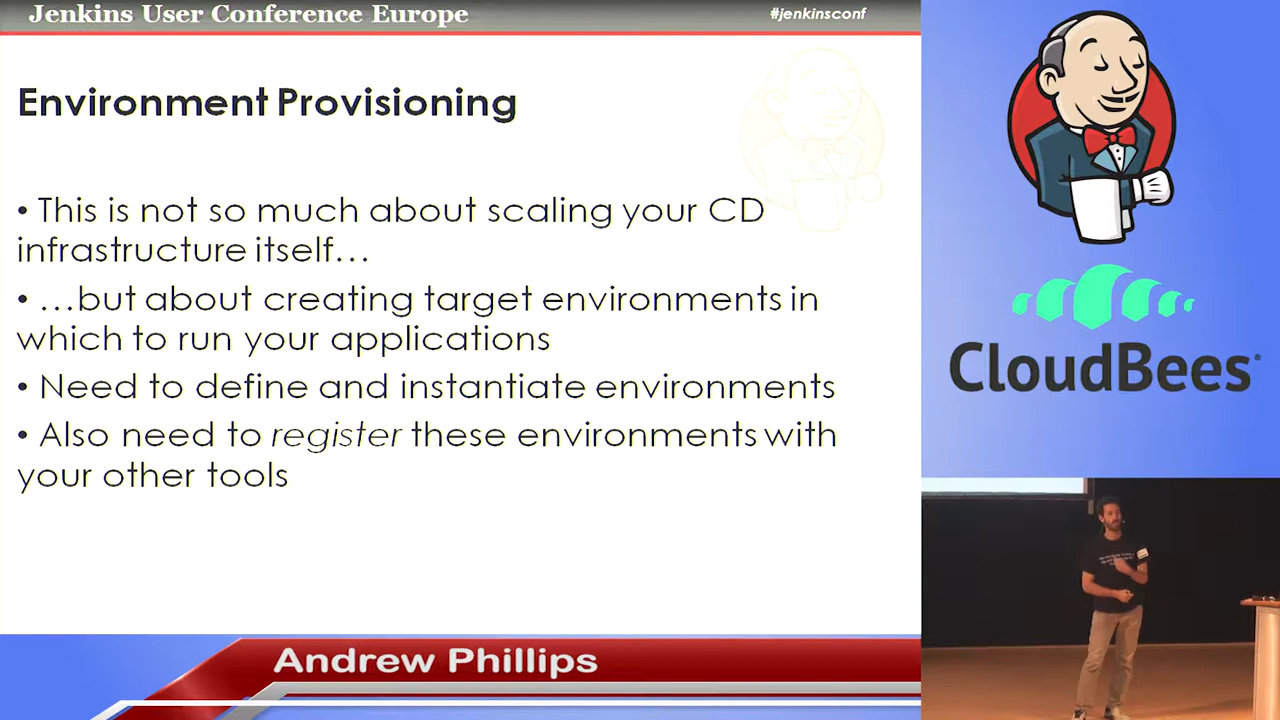 Jenkins User Conference Europe
#jenkinsconf
Environment Provisioning
• This is not so much about scaling your CD
infrastructure itself…
• …but about creating target environments in
which to run your applications
• Need to define and instantiate environments
• Also need to register these environments with
your other tools
CloudBees
Andrew Phillips